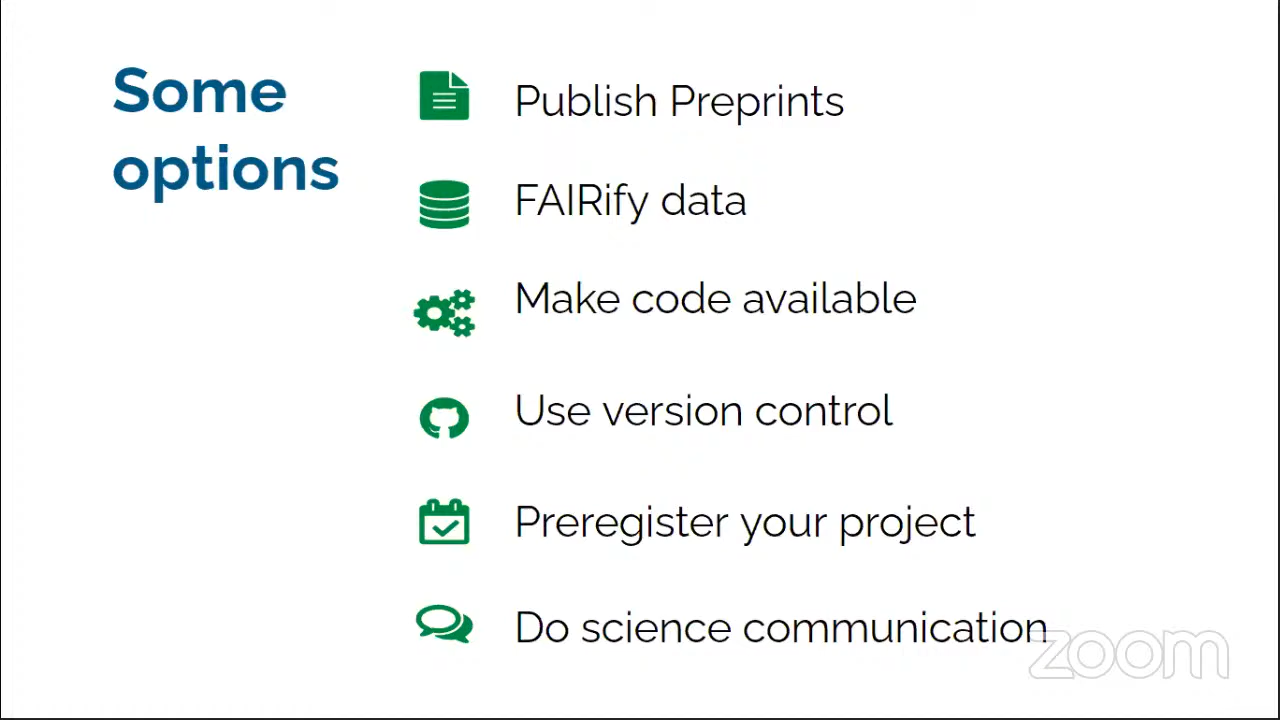 Some
options
Publish Preprints
FAIRify data
Make code available
Use version control
Preregister your project
Do science communication
zoom